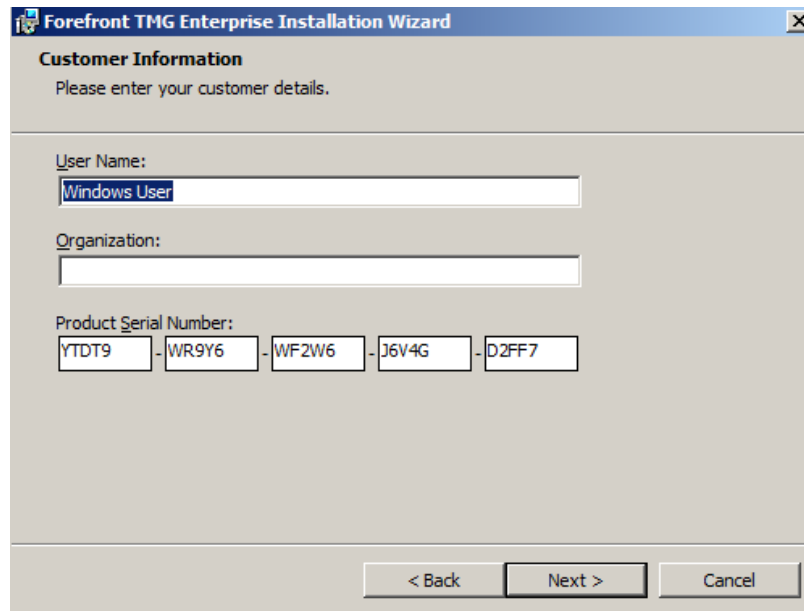 Forefront TMG Enterprise Installation Wizard
Customer Information
Please enter your customer details.
User Name:
Windows User
Organization:
Product Serial Number:
YTDT9 - WR9Y6 - WF2W6 - J6V4G - D2FF7
< Back Next > Cancel